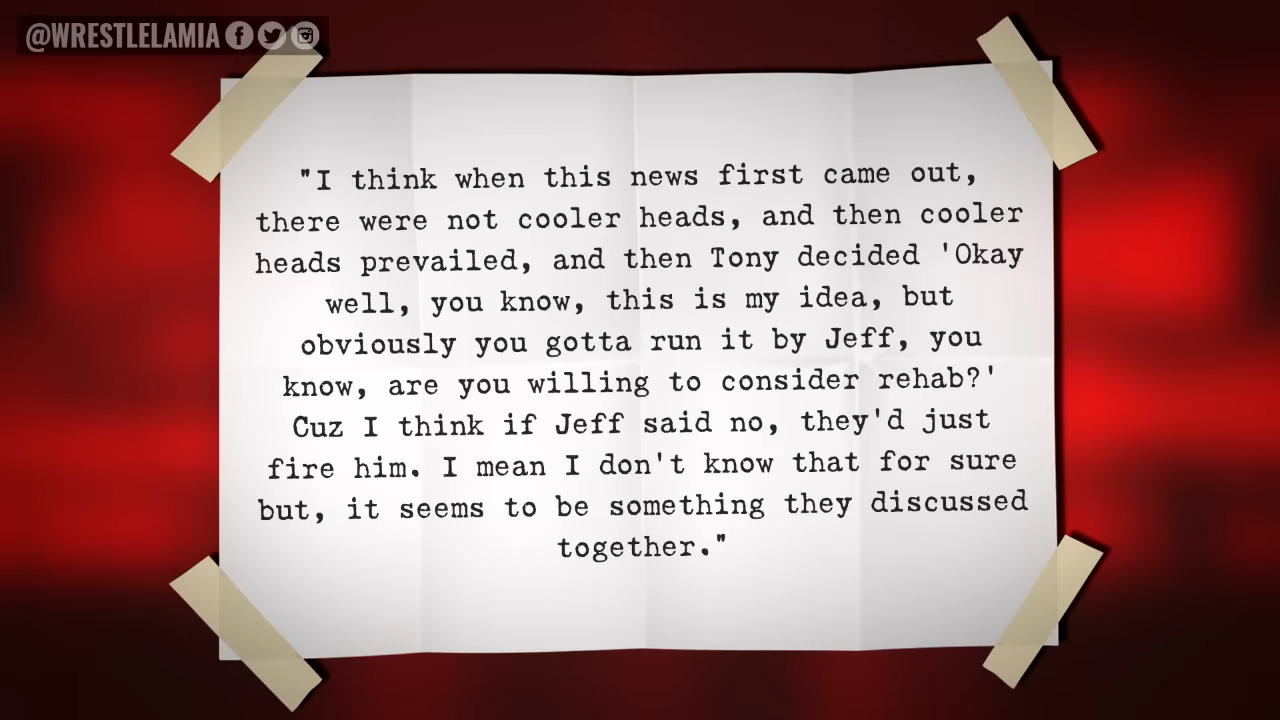 @WRESTLELAMIA
"I think when this news first came out,
there were not cooler heads, and then cooler
heads prevailed, and then Tony decided 'Okay
well, you know, this is my idea, but
obviously you gotta run it by Jeff, you
know, are you willing to consider rehab?'
Cuz I think if Jeff said no, they'd just
fire him. I mean I don't know that for sure
but, it seems to be something they discussed
together."